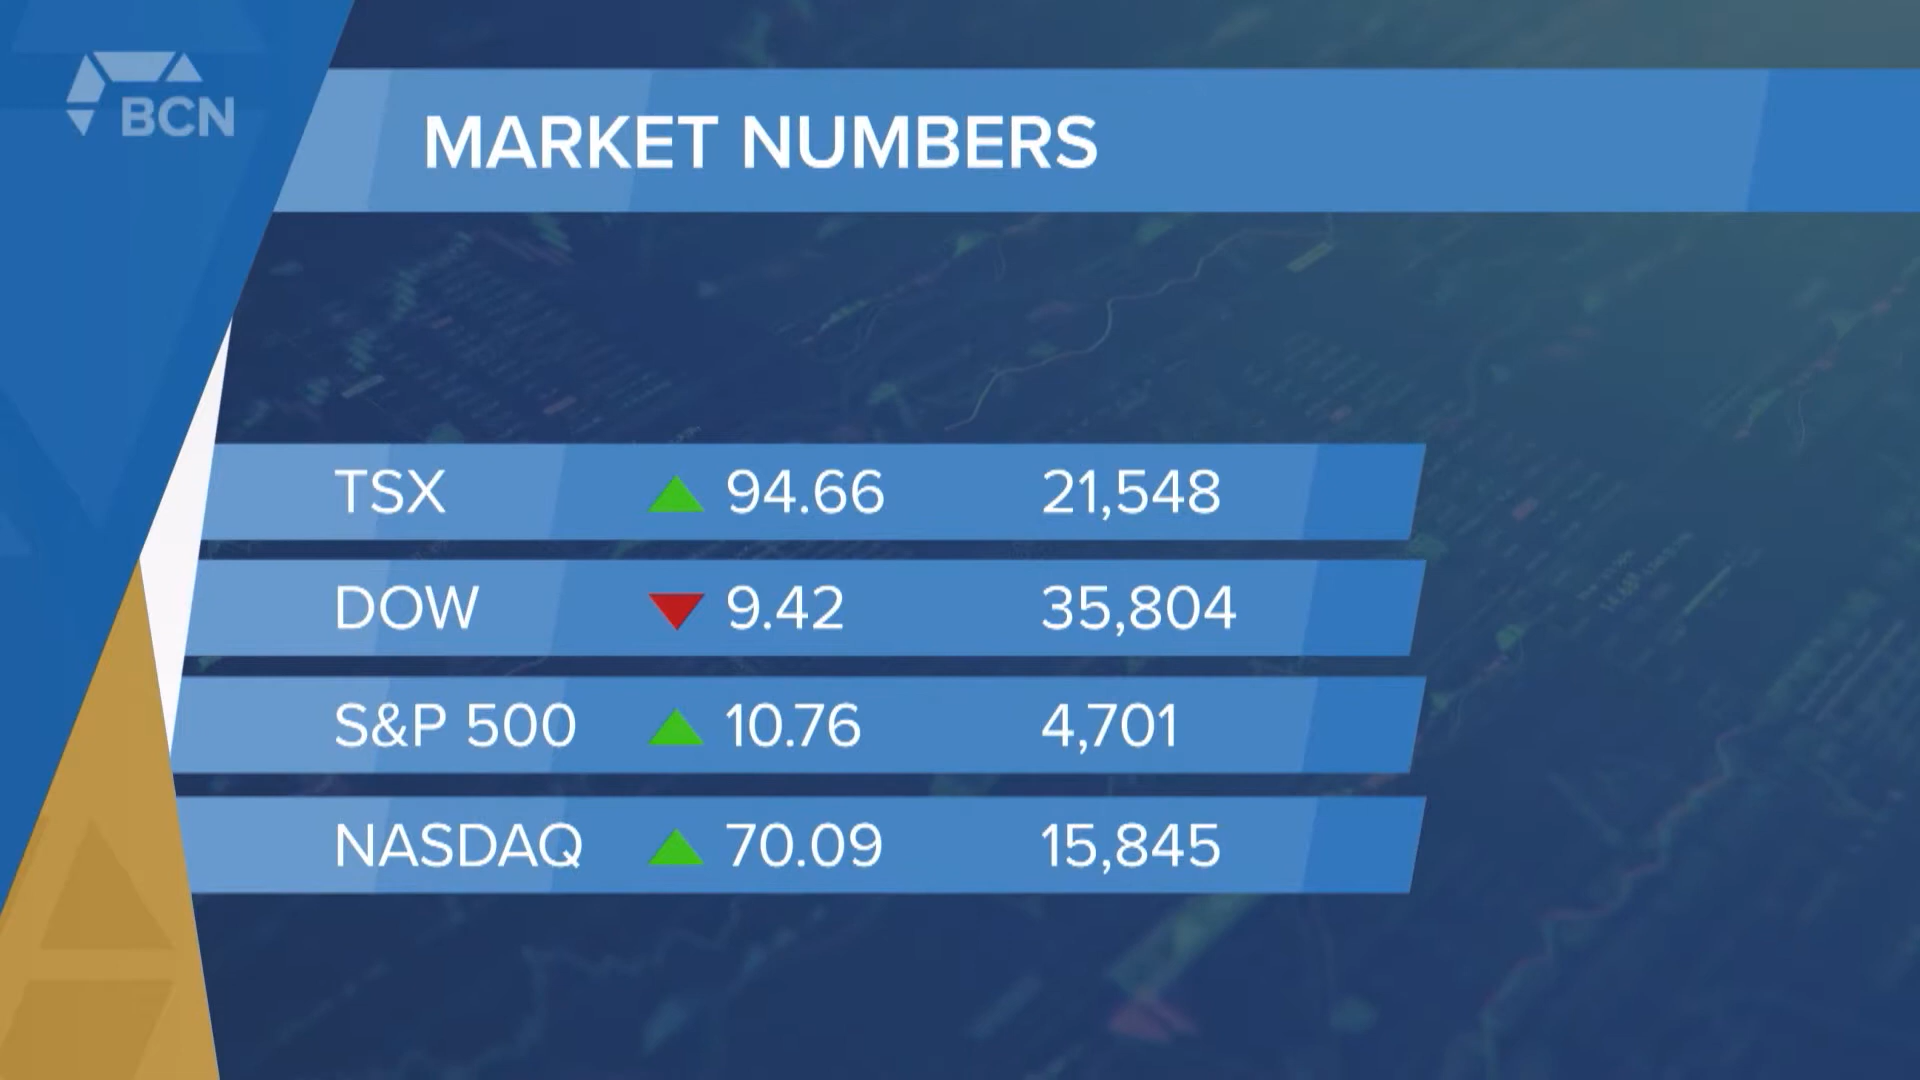 BCN
MARKET NUMBERS
TSX 94.66 21,548
DOW 9.42 35,804
S&P 500 10.76 4,701
NASDAQ 70.09 15,845